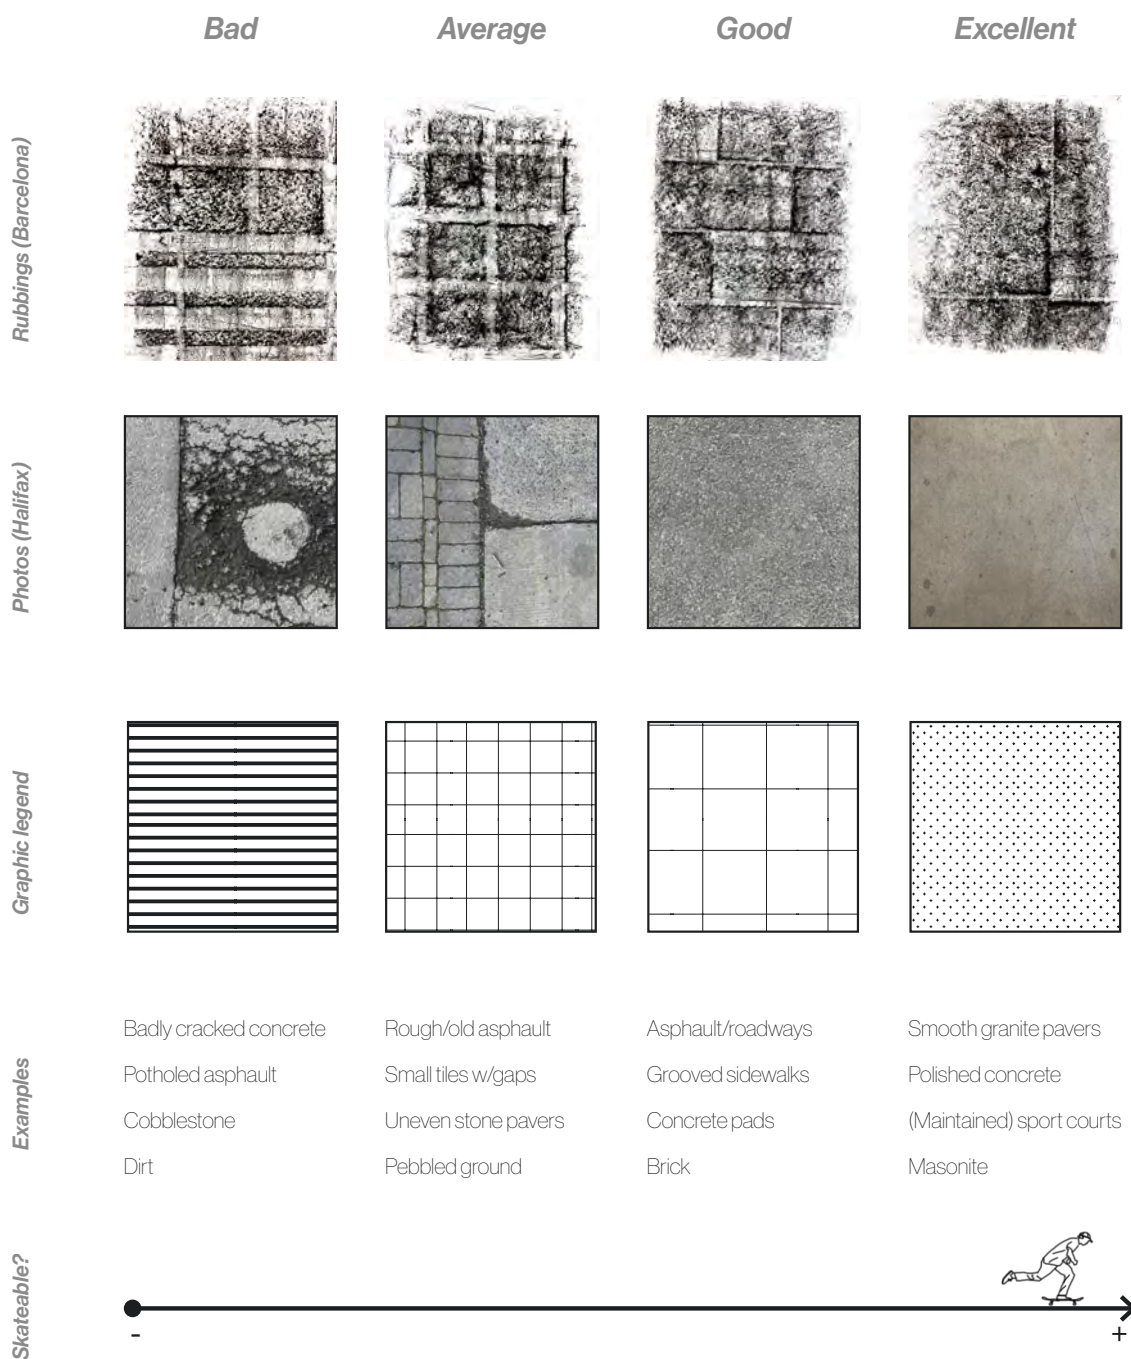 Bad Average Good Excellent
Rubbings (Barcelona)
Photos (Halifax)
Graphic legend
Examples
Badly cracked concrete Rough/old asphault Asphault/roadways Smooth granite pavers
Potholed asphault Small tiles w/gaps Grooved sidewalks Polished concrete
Cobblestone Uneven stone pavers Concrete pads (Maintained) sport courts
Dirt Pebbled ground Brick Masonite
Skateable?
- +